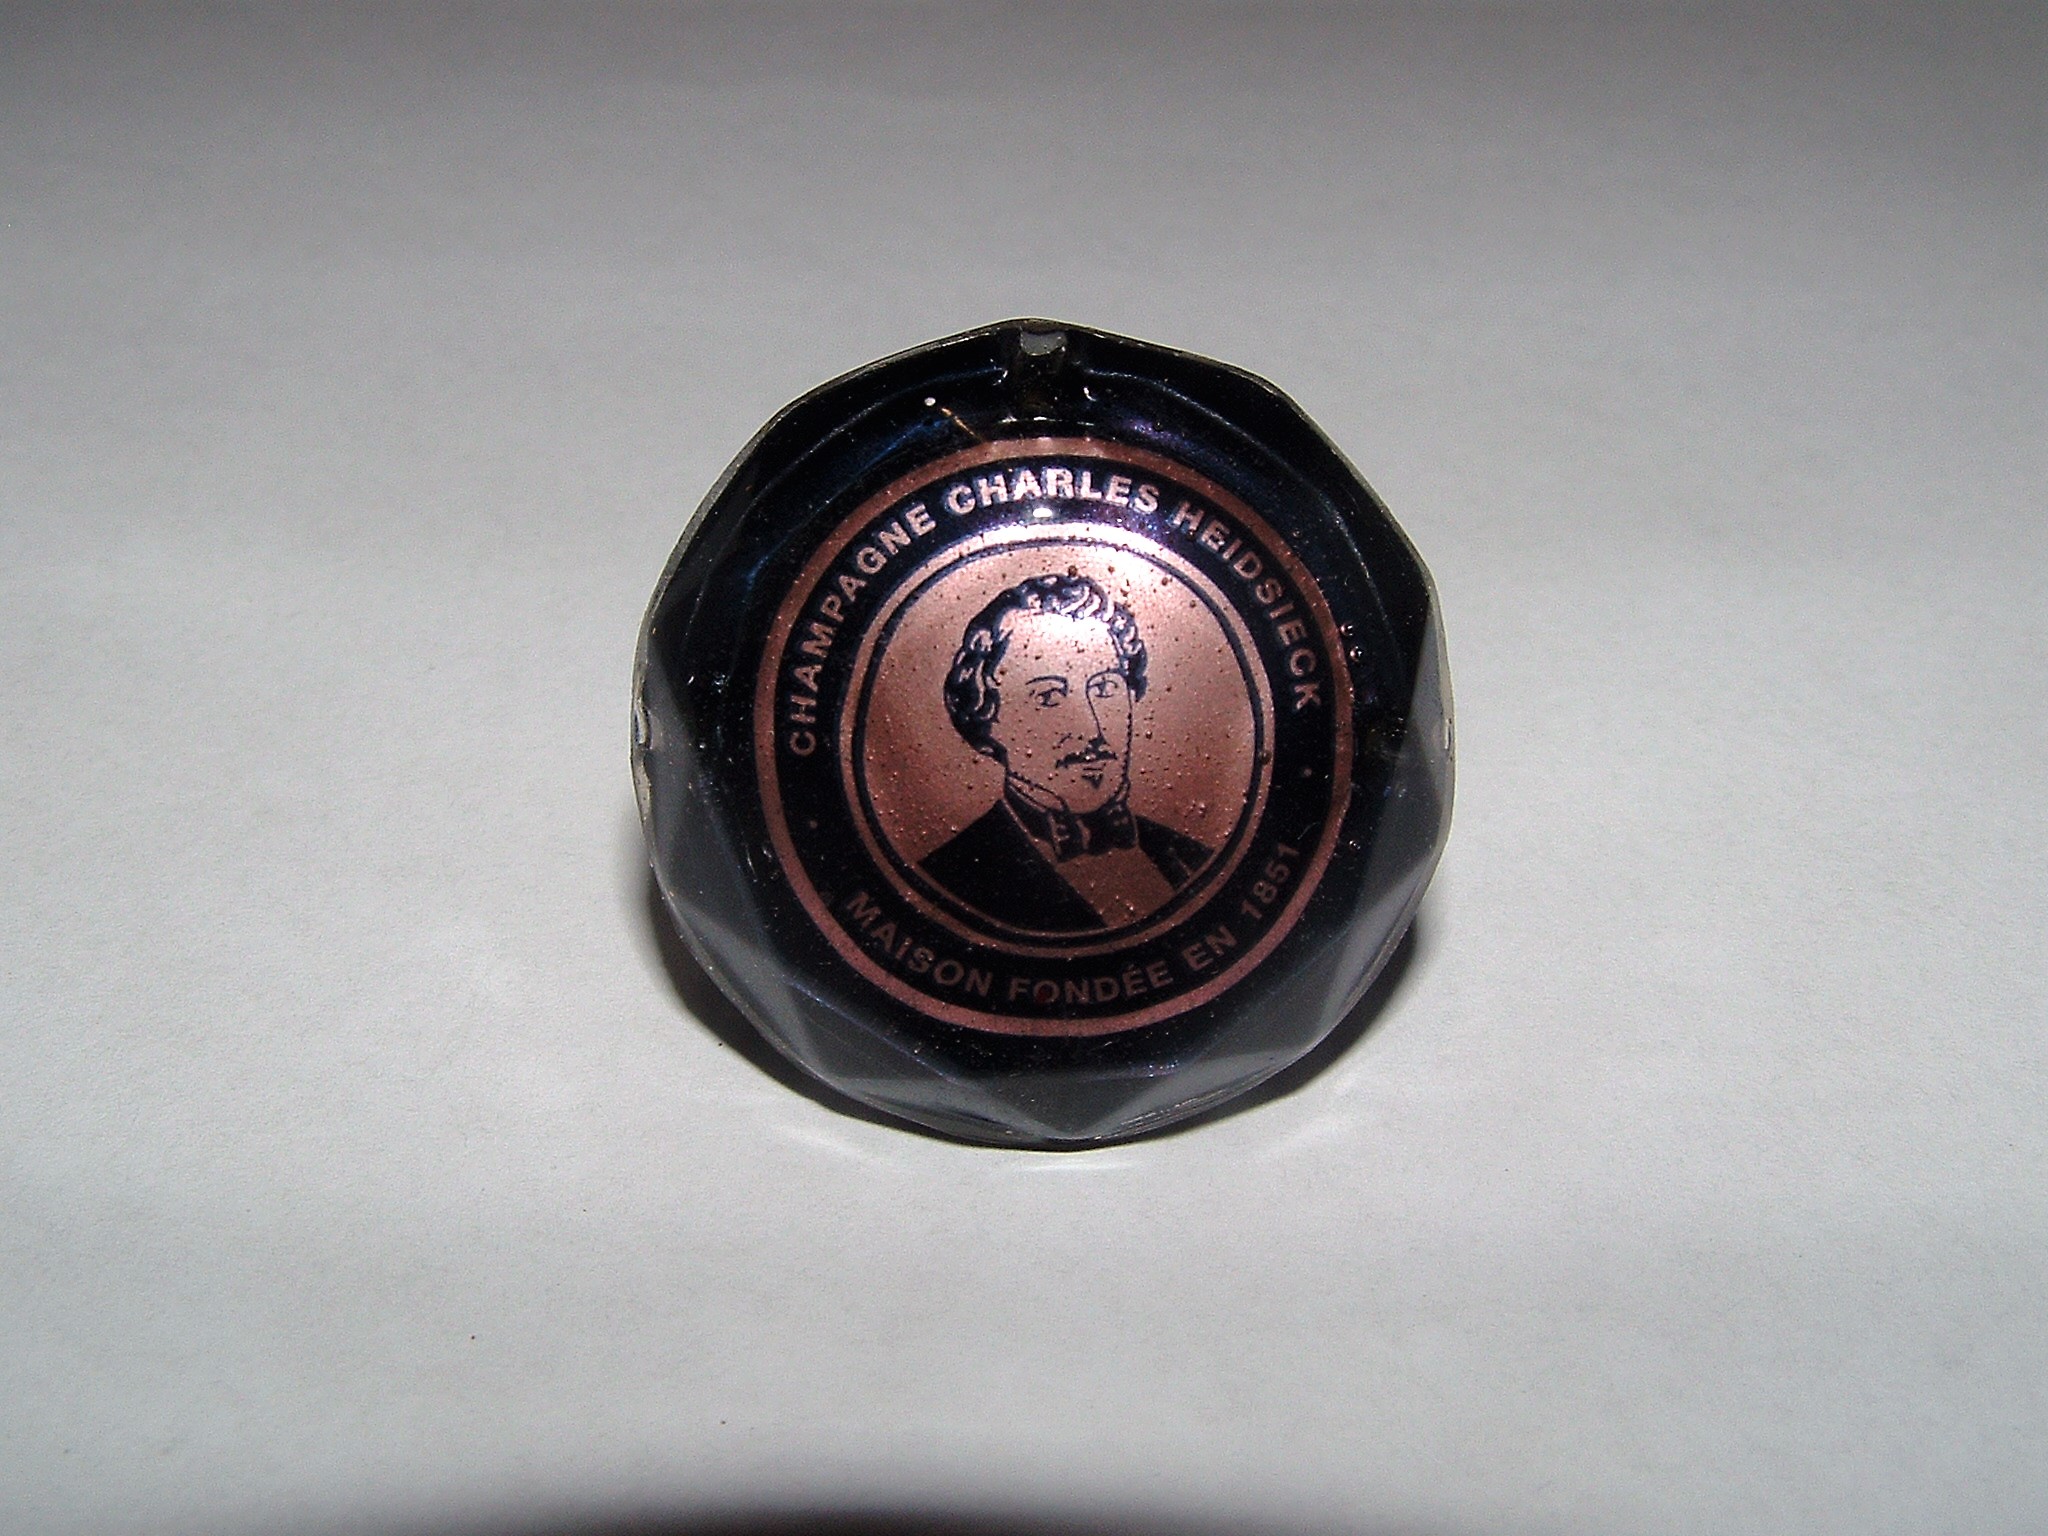 CHAMPAGNE CHARLES HEIDSIECK
MAISON FONDÉE EN 1851